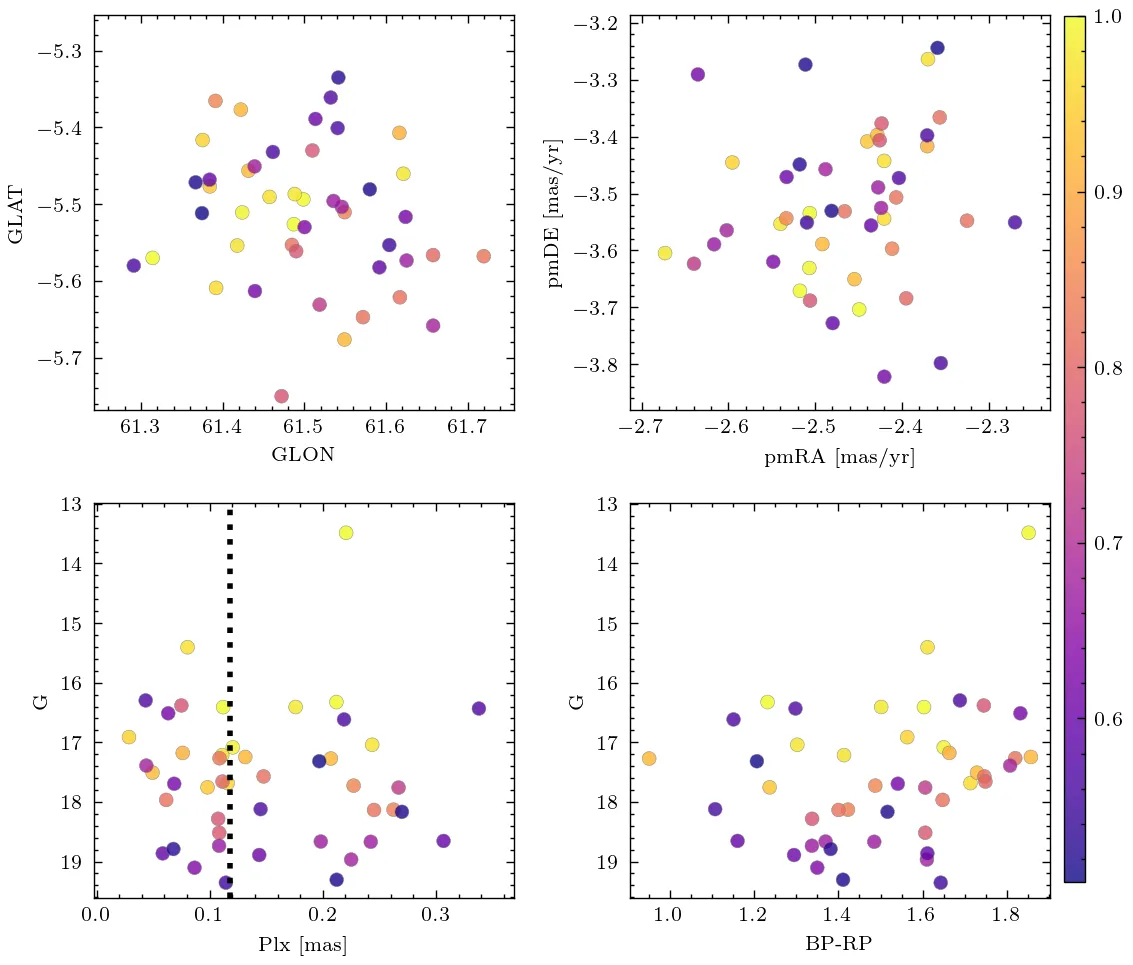 −5.3
−5.4
−5.5
−5.6
−5.7
GLAT
61.3 61.4 61.5 61.6 61.7
GLON
−3.2
−3.3
−3.4
−3.5
−3.6
−3.7
−3.8
pmDE [mas/yr]
−2.7 −2.6 −2.5 −2.4 −2.3
pmRA [mas/yr]
1.0
0.9
0.8
0.7
0.6
13
14
15
16
17
18
19
G
0.0 0.1 0.2 0.3
Plx [mas]
13
14
15
16
17
18
19
G
1.0 1.2 1.4 1.6 1.8
BP-RP